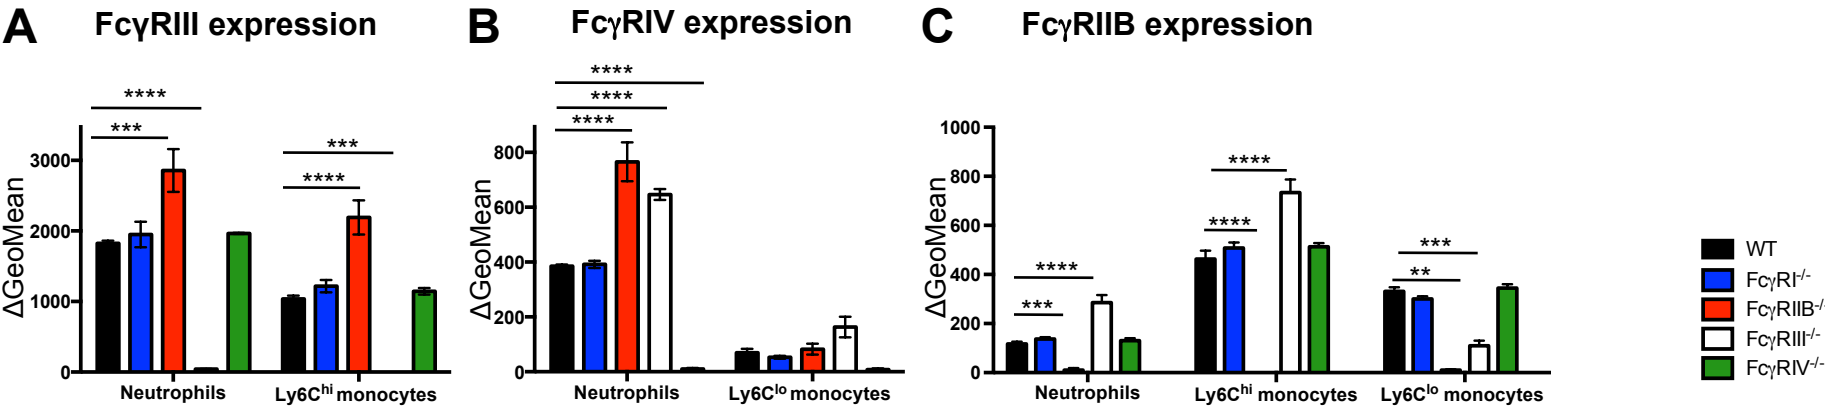 A FcγRIII expression
ΔGeoMean
3000
2000
1000
0
****
***
***
****
Neutrophils
Ly6Chi monocytes
B FcγRIV expression
ΔGeoMean
800
600
400
200
0
****
****
****
Neutrophils
Ly6Clo monocytes
C FcγRIIB expression
ΔGeoMean
1000
800
600
400
200
0
****
***
****
****
***
**
Neutrophils
Ly6Chi monocytes
Ly6Clo monocytes
WT
FcγRI-/-
FcγRIIB-/-
FcγRIII-/-
FcγRIV-/-